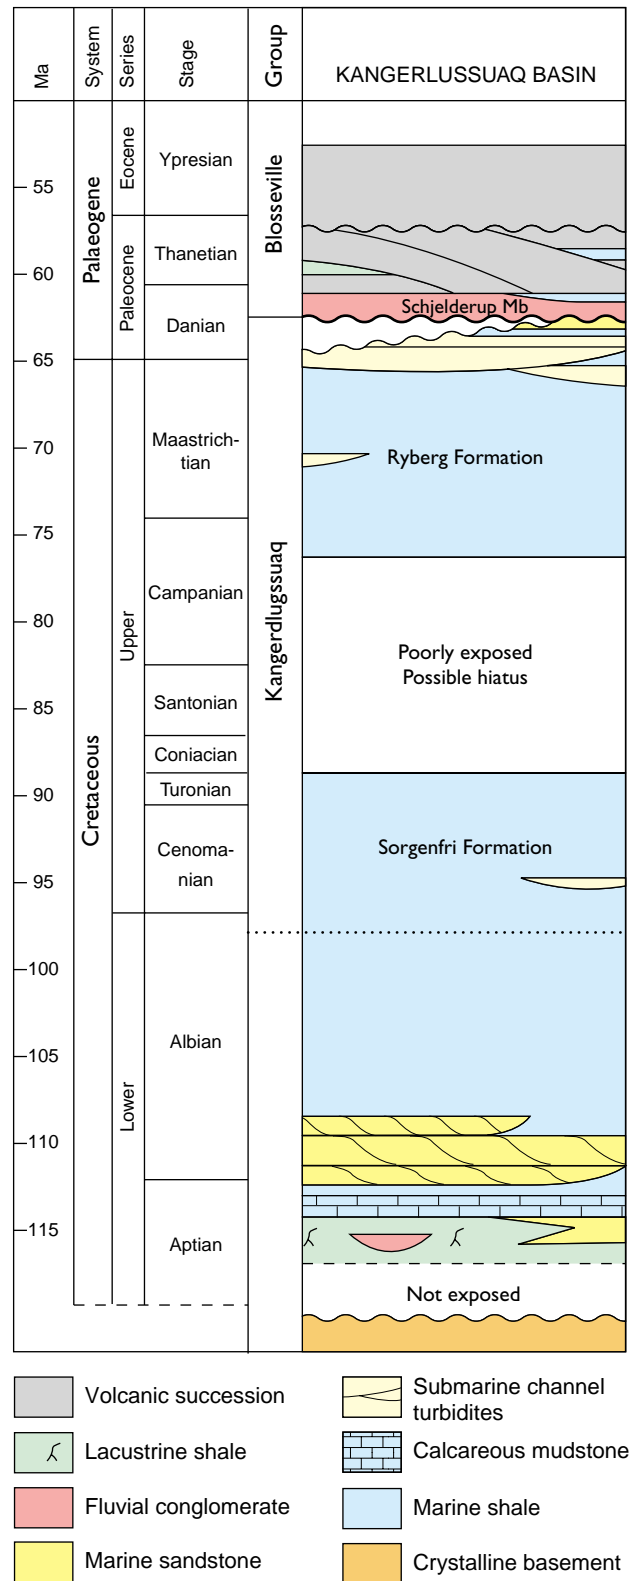 Ma
System
Series
Stage
Group
KANGERLUSSUAQ BASIN
55
60
65
70
75
80
85
90
95
100
105
110
115
Palaeogene
Cretaceous
Eocene
Paleocene
Upper
Lower
Ypresian
Thanetian
Danian
Maastrich-
tian
Campanian
Santonian
Coniacian
Turonian
Cenoma-
nian
Albian
Aptian
Blosseville
Kangerdlugssuaq
Schjelderup Mb
Ryberg Formation
Poorly exposed
Possible hiatus
Sorgenfri Formation
Not exposed
Volcanic succession
Lacustrine shale
Fluvial conglomerate
Marine sandstone
Submarine channel
turbidites
Calcareous mudstone
Marine shale
Crystalline basement